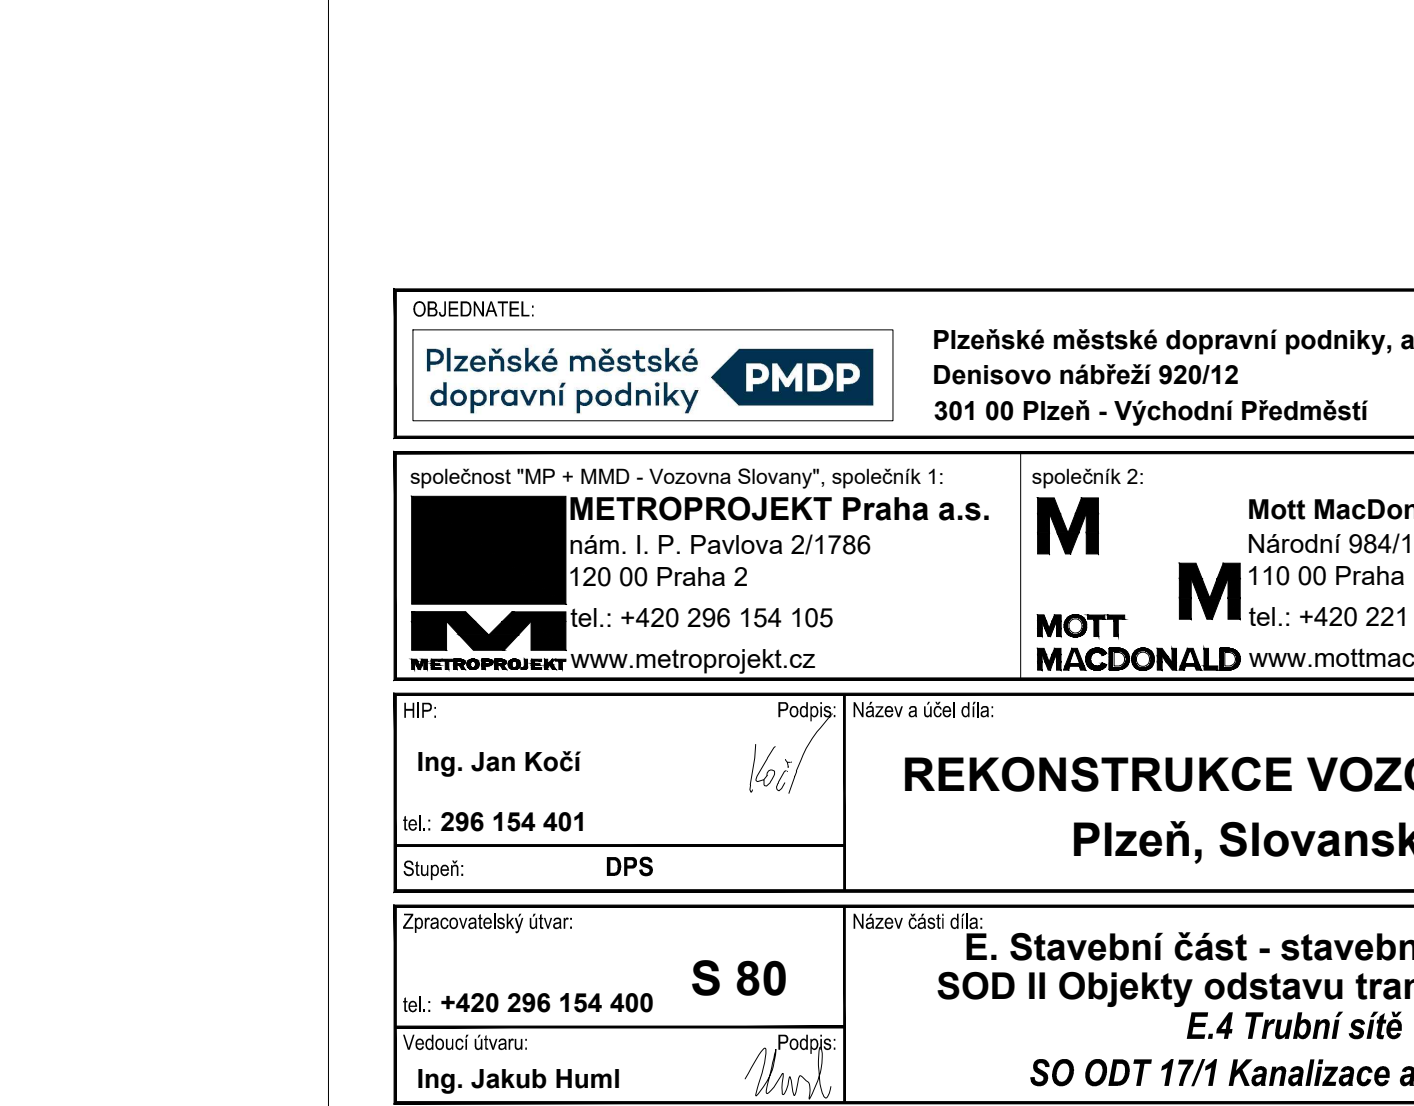 OBJEDNATEL:
Plzeňské městské
dopravní podniky
PMDP
Plzeňské městské dopravní podniky, a
Denisovo nábřeží 920/12
301 00 Plzeň - Východní Předměstí
společnost "MP + MMD - Vozovna Slovany", společník 1:
METROPROJEKT Praha a.s.
nám. I. P. Pavlova 2/1786
120 00 Praha 2
tel.: +420 296 154 105
www.metroprojekt.cz
METROPROJEKT
společník 2:
M
M
MOTT
MACDONALD
Mott MacDon
Národní 984/1
110 00 Praha
tel.: +420 221
www.mottmac
HIP:
Podpis:
Ing. Jan Kočí
Kočí
tel.: 296 154 401
Stupeň: DPS
Název a účel díla:
REKONSTRUKCE VOZO
Plzeň, Slovansk
Zpracovatelský útvar:
S 80
tel.: +420 296 154 400
Vedoucí útvaru:
Podpis:
Ing. Jakub Huml
Huml
Název části díla:
E. Stavební část - stavebn
SOD II Objekty odstavu tran
E.4 Trubní sítě
SO ODT 17/1 Kanalizace a